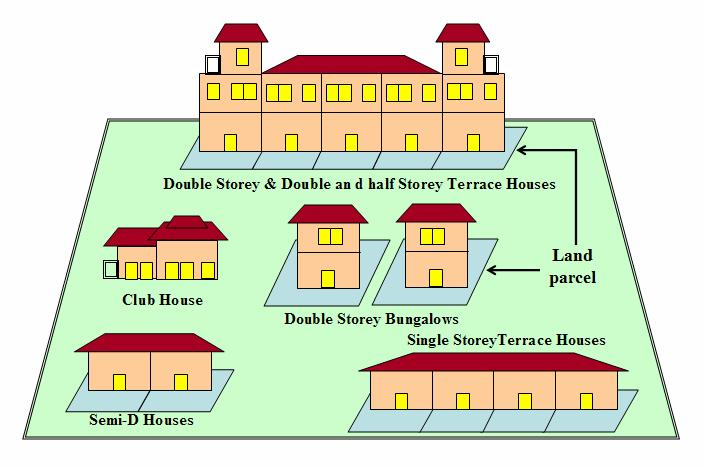 Double Storey & Double an d half Storey Terrace Houses
Land
parcel
Club House
Double Storey Bungalows
Single StoreyTerrace Houses
Semi-D Houses